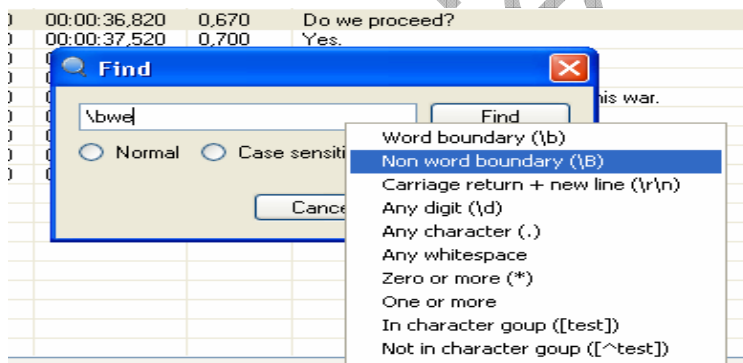 00:00:36,820 0,670 Do we proceed?
00:00:37,520 0,700 Yes.
Find
his war.
\bwe
Find
Normal Case sensiti
Cance
Word boundary (\b)
Non word boundary (\B)
Carriage return + new line (\r\n)
Any digit (\d)
Any character (.)
Any whitespace
Zero or more (*)
One or more
In character goup ([test])
Not in character goup ([^test])